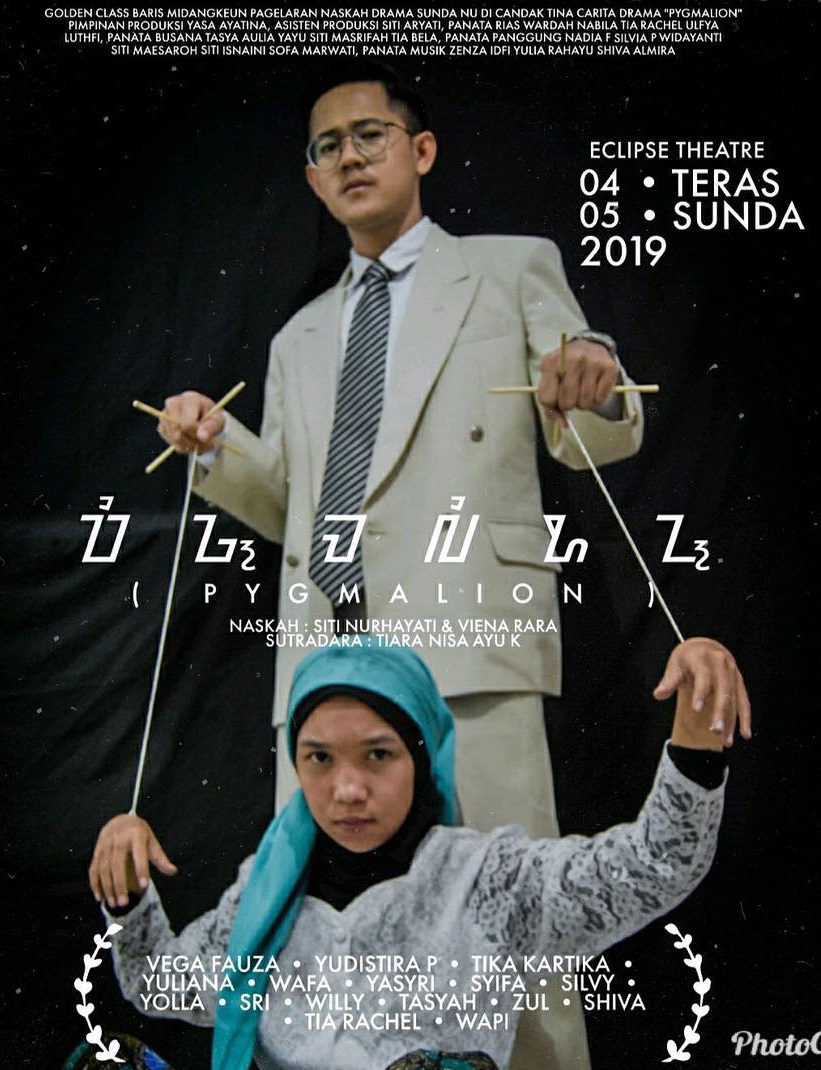 GOLDEN CLASS BARIS MIDANGKEUN PAGELARAN NASKAH DRAMA SUNDA NU DI CANDAK TINA CARITA DRAMA "PYGMALION"
PIMPINAN PRODUKSI YASA AYATINA, ASISTEN PRODUKSI SITI ARYATI, PANATA RIAS WARDAH NABILA TIA RACHEL ULFYA
LUTHFI, PANATA BUSANA TASYA AULIA YAYU SITI MASRIFAH TIA BELA, PANATA PANGGUNG NADIA F SILVIA P WIDAYANTI
SITI MAESAROH SITI ISNAINI SOFA MARWATI, PANATA MUSIK ZENZA IDFI YULIA RAHAYU SHIVA ALMIRA
ECLIPSE THEATRE
04 • TERAS
05 • SUNDA
2019
ᮕᮤ ᮌ᮪ ᮙ ᮜᮤ ᮇ ᮔ᮪
( PYGMALION )
NASKAH : SITI NURHAYATI & VIENA RARA
SUTRADARA : TIARA NISA AYU K
VEGA FAUZA • YUDISTIRA P • TIKA KARTIKA •
YULIANA • WAFA • YASYRI • SYIFA • SILVY •
YOLLA • SRI • WILLY • TASYAH • ZUL • SHIVA
• TIA RACHEL • WAPI